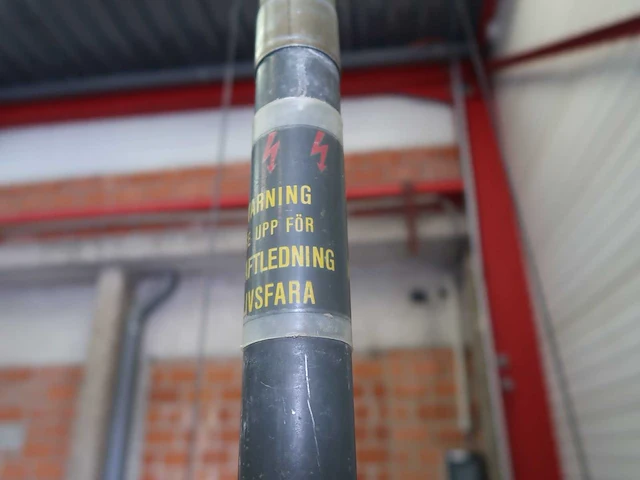 ARNING
E UPP FÖR
FTLEDNING
VSFARA